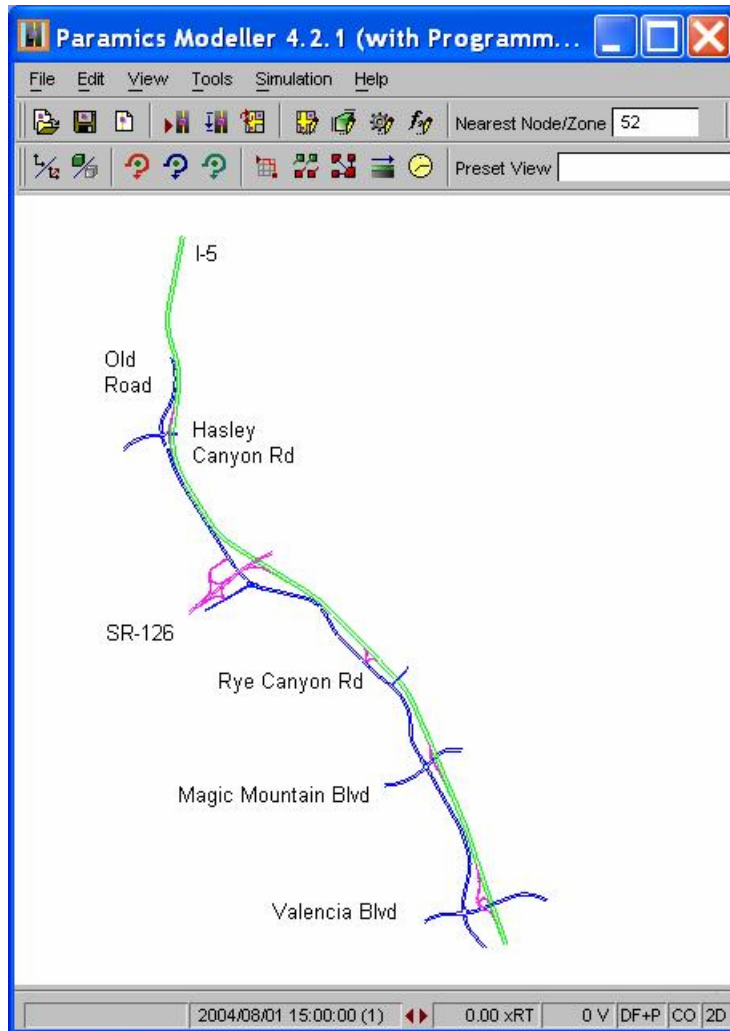 Paramics Modeller 4.2.1 (with Programm...
File Edit View Tools Simulation Help
Nearest Node/Zone 52
Preset View
I-5
Old
Road
Hasley
Canyon Rd
SR-126
Rye Canyon Rd
Magic Mountain Blvd
Valencia Blvd
2004/08/01 15:00:00 (1) 0.00 xRT 0 V DF+P CO 2D